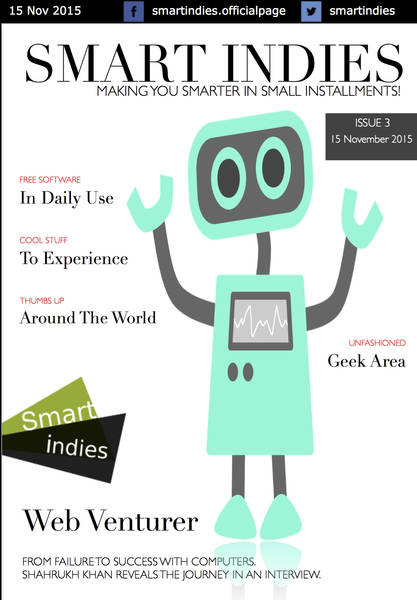 15 Nov 2015 smartindies.officialpage smartindies
SMART INDIES
MAKING YOU SMARTER IN SMALL INSTALLMENTS!
ISSUE 3
15 November 2015
FREE SOFTWARE
In Daily Use
COOL STUFF
To Experience
THUMBS UP
Around The World
UNFASHIONED
Geek Area
Smart
indies
Web Venturer
FROM FAILURE TO SUCCESS WITH COMPUTERS.
SHAHRUKH KHAN REVEALS THE JOURNEY IN AN INTERVIEW.